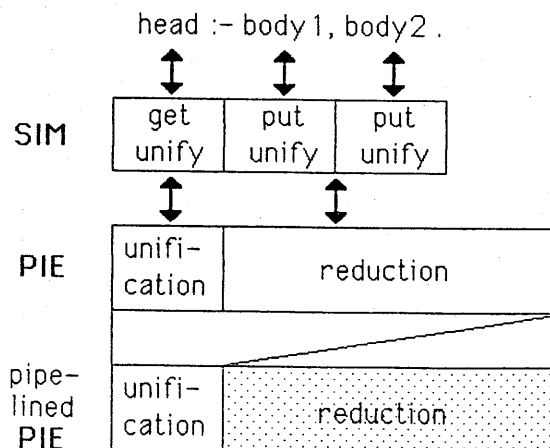 head :- body1, body2.
SIM
get unify
put unify
put unify
PIE
unifi-
cation
reduction
pipe-
lined
PIE
unifi-
cation
reduction